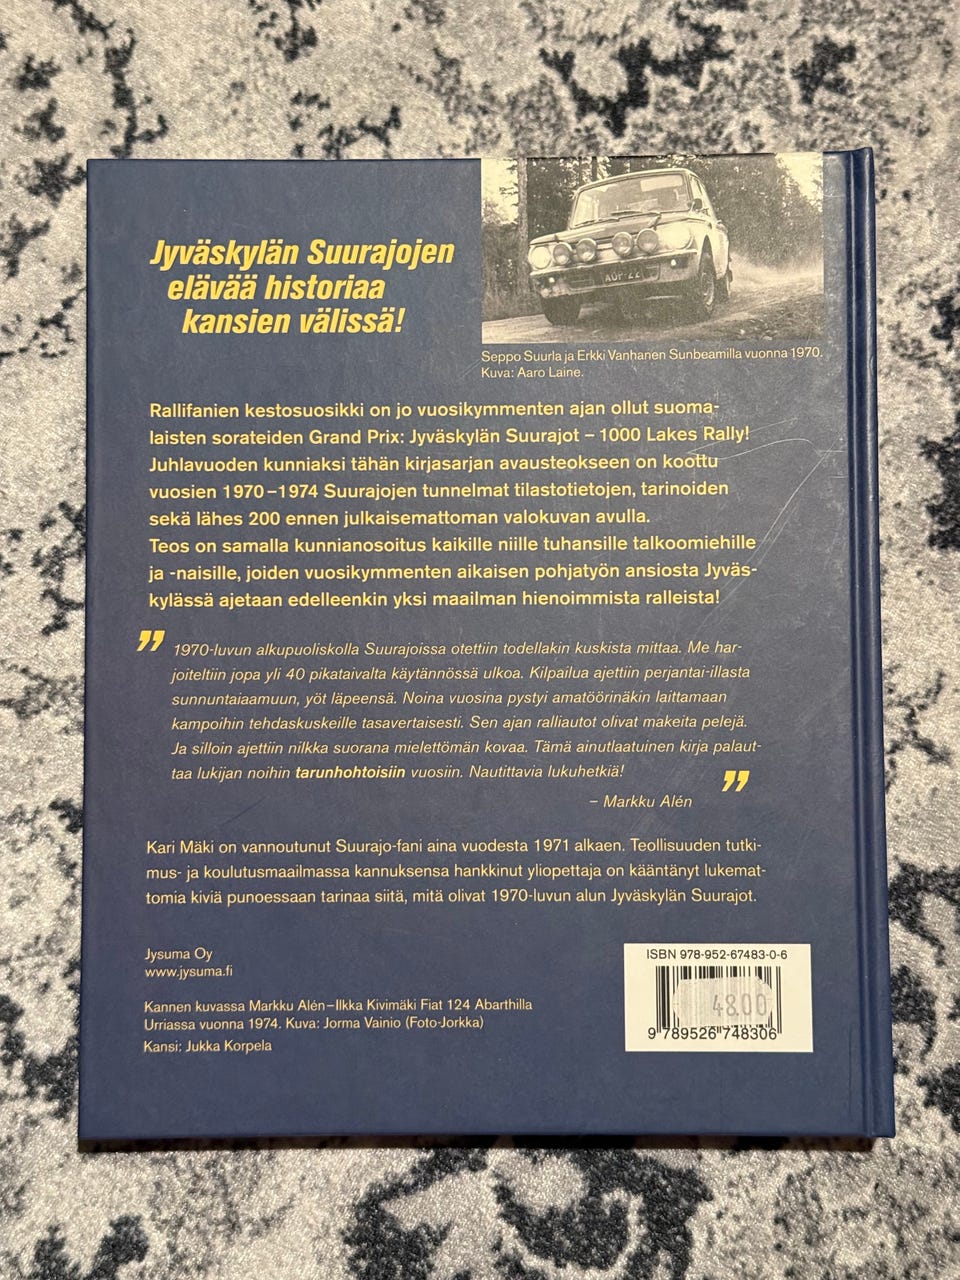 Jyväskylän Suurajojen
elävää historiaa
kansien välissä!
AOP-22
Seppo Suurla ja Erkki Vanhanen Sunbeamilla vuonna 1970.
Kuva: Aaro Laine.
Rallifanien kestosuosikki on jo vuosikymmenten ajan ollut suoma-
laisten sorateiden Grand Prix: Jyväskylän Suurajot – 1000 Lakes Rally!
Juhlavuoden kunniaksi tähän kirjasarjan avausteokseen on koottu
vuosien 1970–1974 Suurajojen tunnelmat tilastotietojen, tarinoiden
sekä lähes 200 ennen julkaisemattoman valokuvan avulla.
Teos on samalla kunnianosoitus kaikille niille tuhansille talkoomiehille
ja -naisille, joiden vuosikymmenten aikaisen pohjatyön ansiosta Jyväs-
kylässä ajetaan edelleenkin yksi maailman hienoimmista ralleista!
” 1970-luvun alkupuoliskolla Suurajoissa otettiin todellakin kuskista mittaa. Me har-
joiteltiin jopa yli 40 pikataivalta käytännössä ulkoa. Kilpailua ajettiin perjantai-illasta
sunnuntaiaamuun, yöt läpeensä. Noina vuosina pystyi amatöörinäkin laittamaan
kampoihin tehdaskuskeille tasavertaisesti. Sen ajan ralliautot olivat makeita pelejä.
Ja silloin ajettiin nilkka suorana mielettömän kovaa. Tämä ainutlaatuinen kirja palaut-
taa lukijan noihin tarunhohtoisiin vuosiin. Nautittavia lukuhetkiä! ”
– Markku Alén
Kari Mäki on vannoutunut Suurajo-fani aina vuodesta 1971 alkaen. Teollisuuden tutki-
mus- ja koulutusmaailmassa kannuksensa hankkinut yliopettaja on kääntänyt lukemat-
tomia kiviä punoessaan tarinaa siitä, mitä olivat 1970-luvun alun Jyväskylän Suurajot.
Jysuma Oy
www.jysuma.fi
Kannen kuvassa Markku Alén–Ilkka Kivimäki Fiat 124 Abarthilla
Urriassa vuonna 1974. Kuva: Jorma Vainio (Foto-Jorkka)
Kansi: Jukka Korpela
ISBN 978-952-67483-0-6
48.00
9 789526 748306